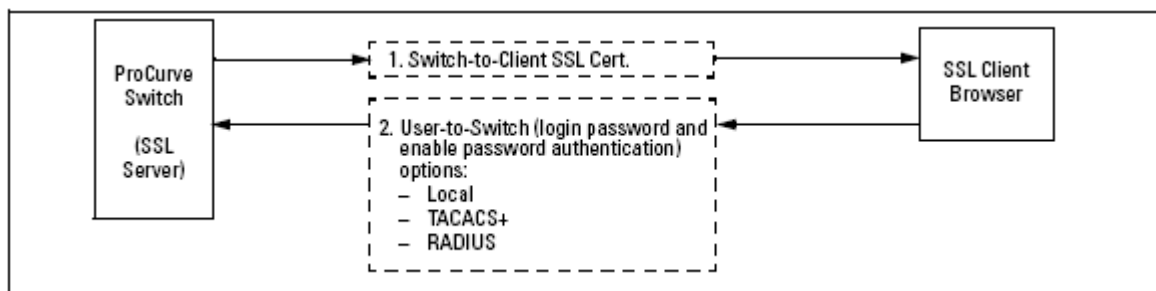 ProCurve
Switch
(SSL
Server)
1. Switch-to-Client SSL Cert.
2. User-to-Switch (login password and
enable password authentication)
options:
– Local
– TACACS+
– RADIUS
SSL Client
Browser